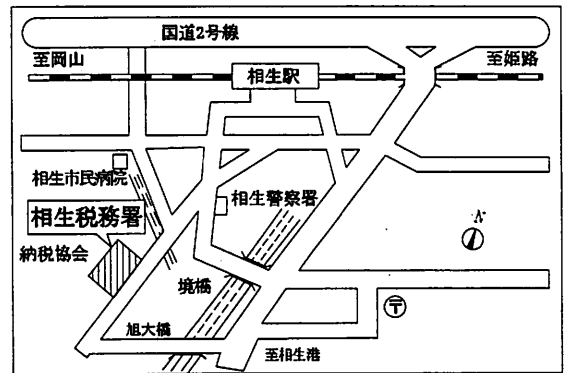 国道2号線
至岡山
至姫路
相生駅
相生市民病院
相生警察署
相生税務署
納税協会
N
境橋
〒
旭大橋
至相生港